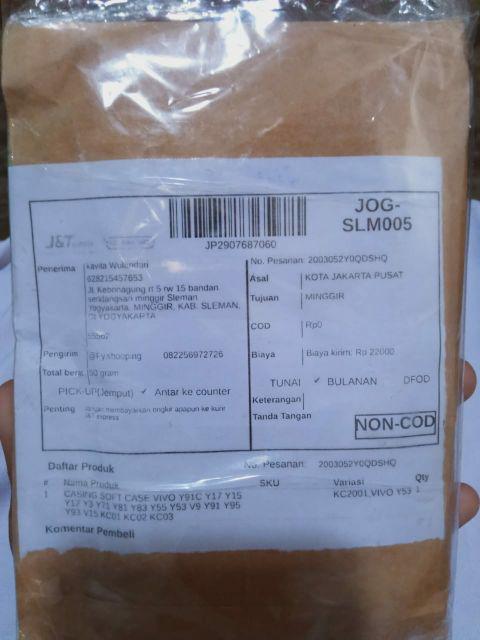 JOG-
SLM005
J&T EXPRESS
JP2907687060
No. Pesanan: 2003052Y0QDSHQ
Penerima kavita Wulandari
628215457653
Jl. Kebonagung rt 5 rw 15 bandan
sendangsari minggir Sleman
Yogyakarta, MINGGIR, KAB. SLEMAN,
DI YOGYAKARTA
55562
Asal KOTA JAKARTA PUSAT
Tujuan MINGGIR
COD Rp0
Pengirim @Fyshooping 082256972726
Biaya Biaya kirim: Rp 22000
Total berat 50 gram
TUNAI ✓ BULANAN DFOD
PICK-UP(Jemput) ✓ Antar ke counter
Keterangan
Penting Jangan membayarkan ongkir apapun ke kurir
J&T express
Tanda Tangan
NON-COD
Daftar Produk
No. Pesanan: 2003052Y0QDSHQ
# Nama Produk SKU Variasi Qty
1 CASING SOFT CASE VIVO Y91C Y17 Y15 KC2001,VIVO Y53 1
Y17 Y3 Y71 Y81 Y83 Y55 Y53 V9 Y91 Y95
Y93 V15 KC01 KC02 KC03
Komentar Pembeli